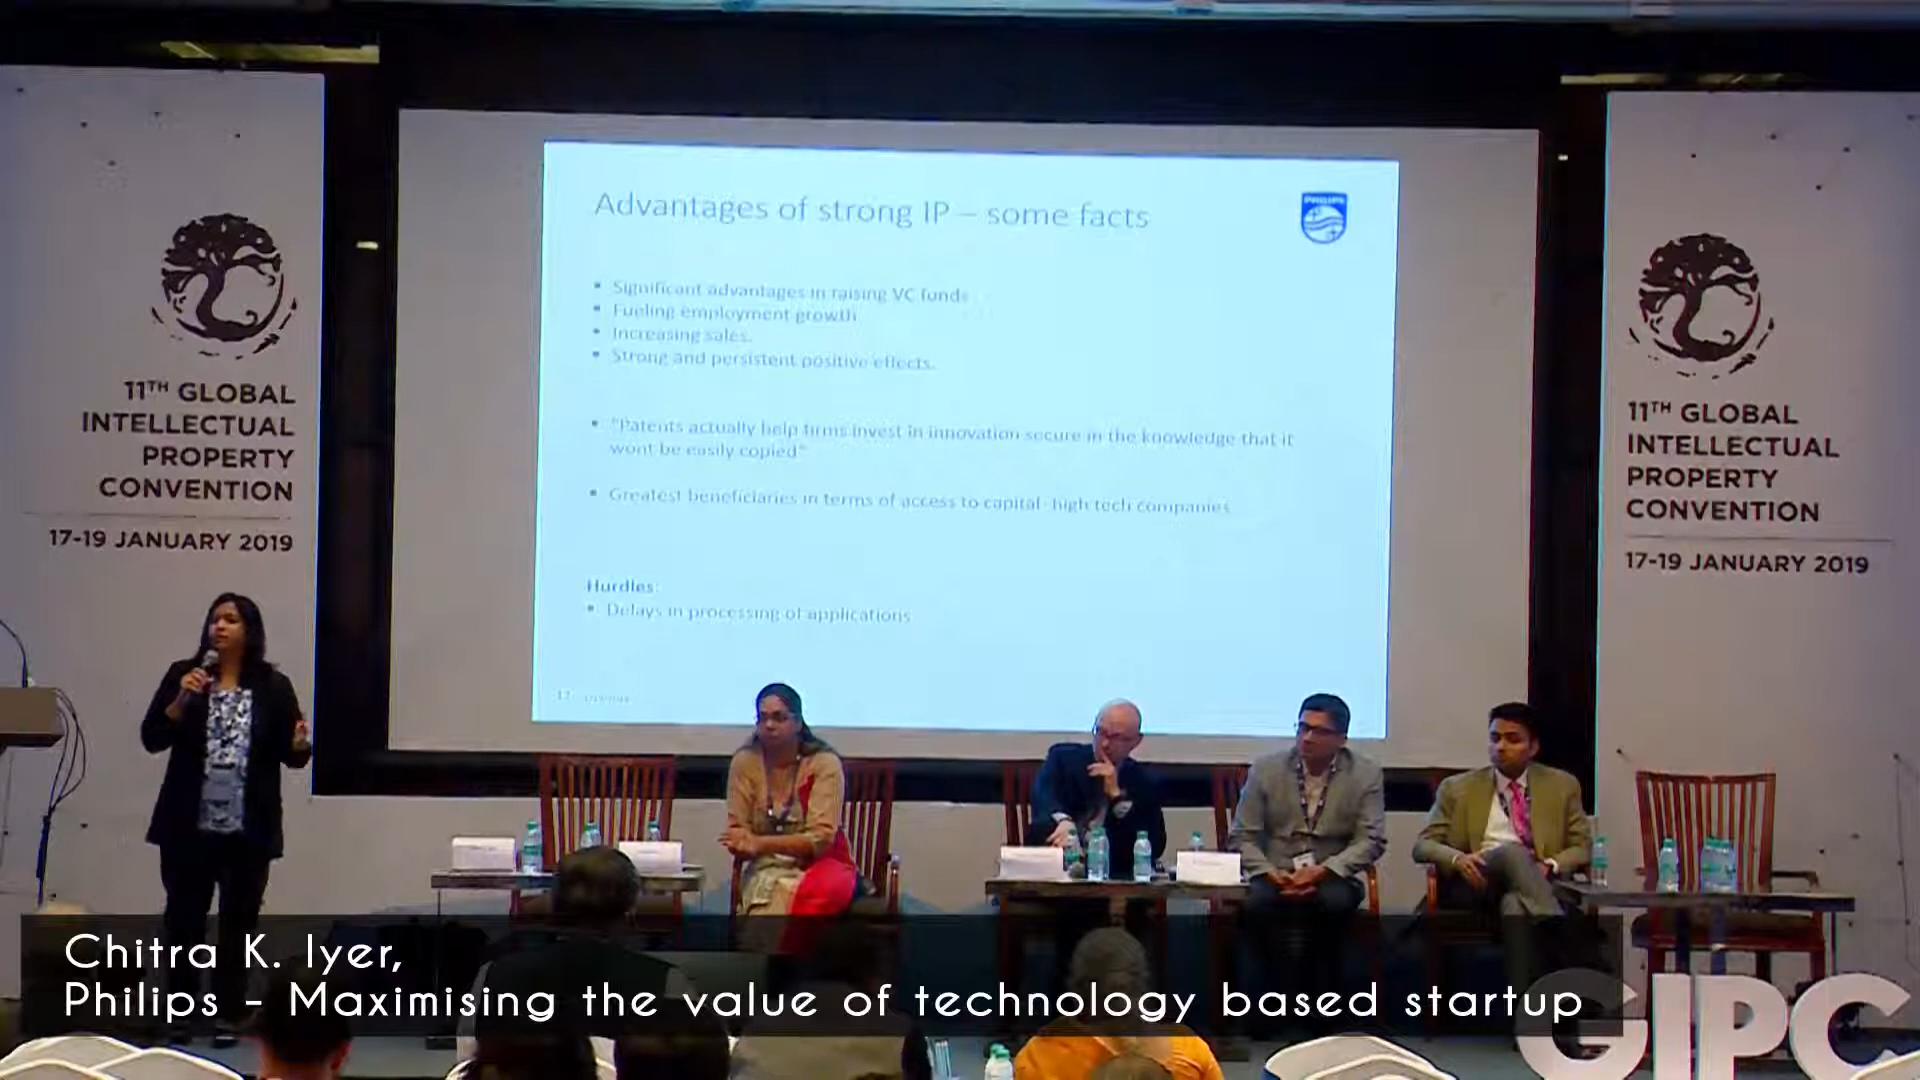 11TH GLOBAL
INTELLECTUAL
PROPERTY
CONVENTION
17-19 JANUARY 2019
Advantages of strong IP – some facts
PHILIPS
▪ Significant advantages in raising VC funds
▪ Fueling employment growth
▪ Increasing sales.
▪ Strong and persistent positive effects.
▪ "Patents actually help firms invest in innovation secure in the knowledge that it
wont be easily copied"
▪ Greatest beneficiaries in terms of access to capital- high tech companies
Hurdles:
▪ Delays in processing of applications
11TH GLOBAL
INTELLECTUAL
PROPERTY
CONVENTION
17-19 JANUARY 2019
Chitra K. Iyer,
Philips - Maximising the value of technology based startup
GIPC